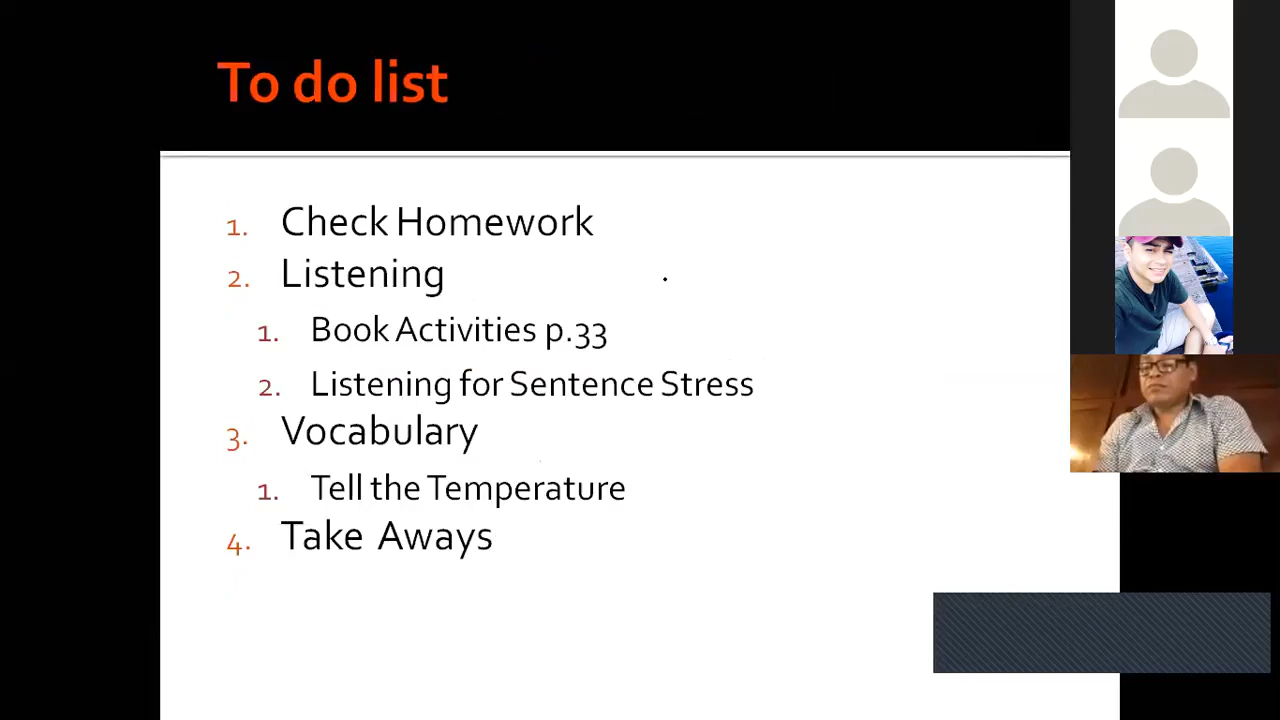 To do list
1. Check Homework
2. Listening
1. Book Activities p.33
2. Listening for Sentence Stress
3. Vocabulary
1. Tell the Temperature
4. Take Aways